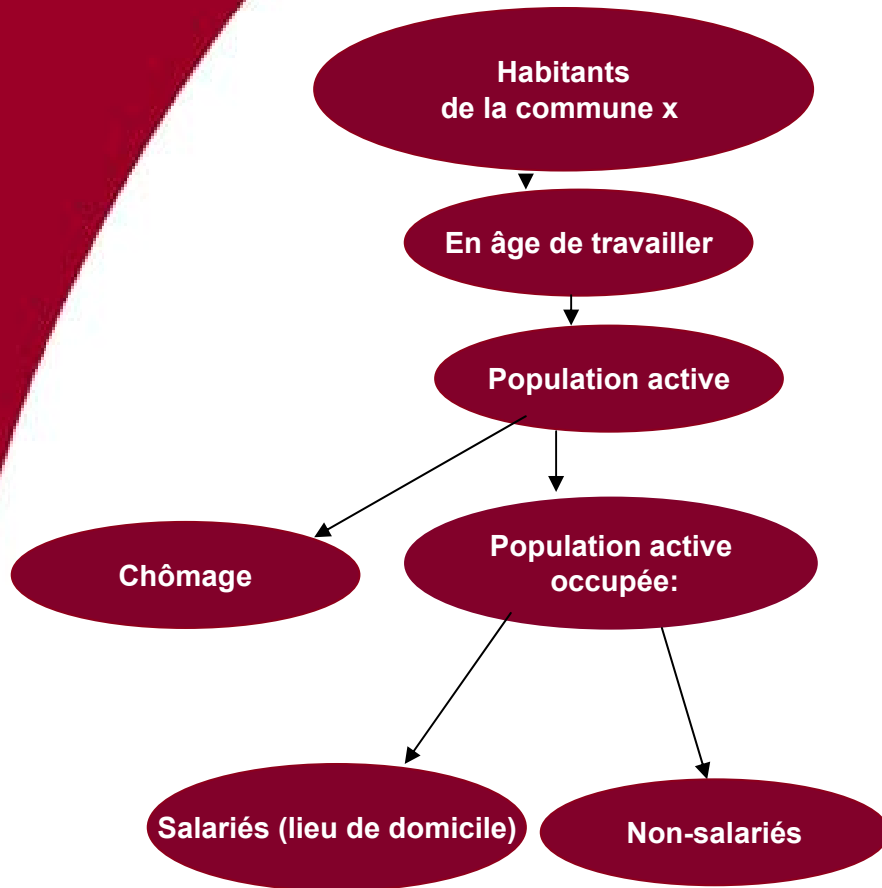 Habitants
de la commune x
En âge de travailler
Population active
Chômage
Population active
occupée:
Salariés (lieu de domicile)
Non-salariés